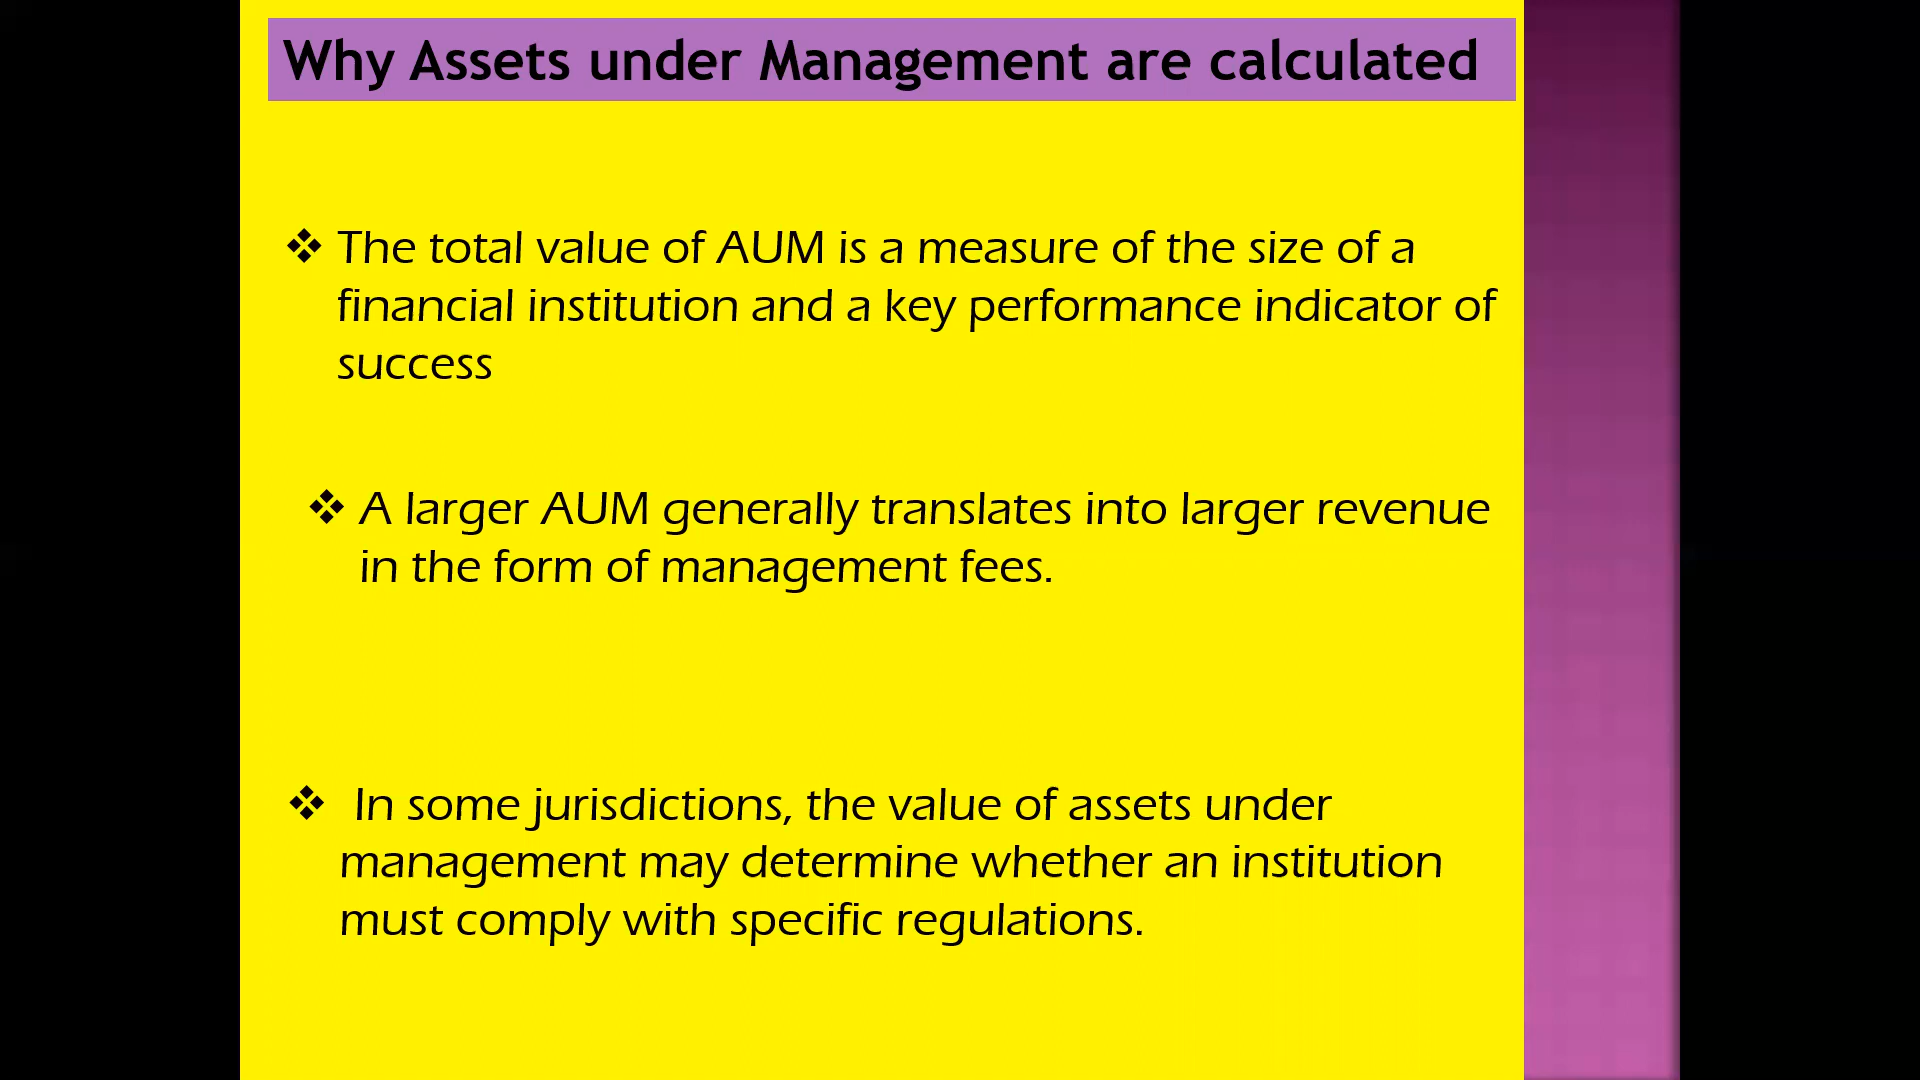 Why Assets under Management are calculated
❖ The total value of AUM is a measure of the size of a
financial institution and a key performance indicator of
success
❖ A larger AUM generally translates into larger revenue
in the form of management fees.
❖ In some jurisdictions, the value of assets under
management may determine whether an institution
must comply with specific regulations.